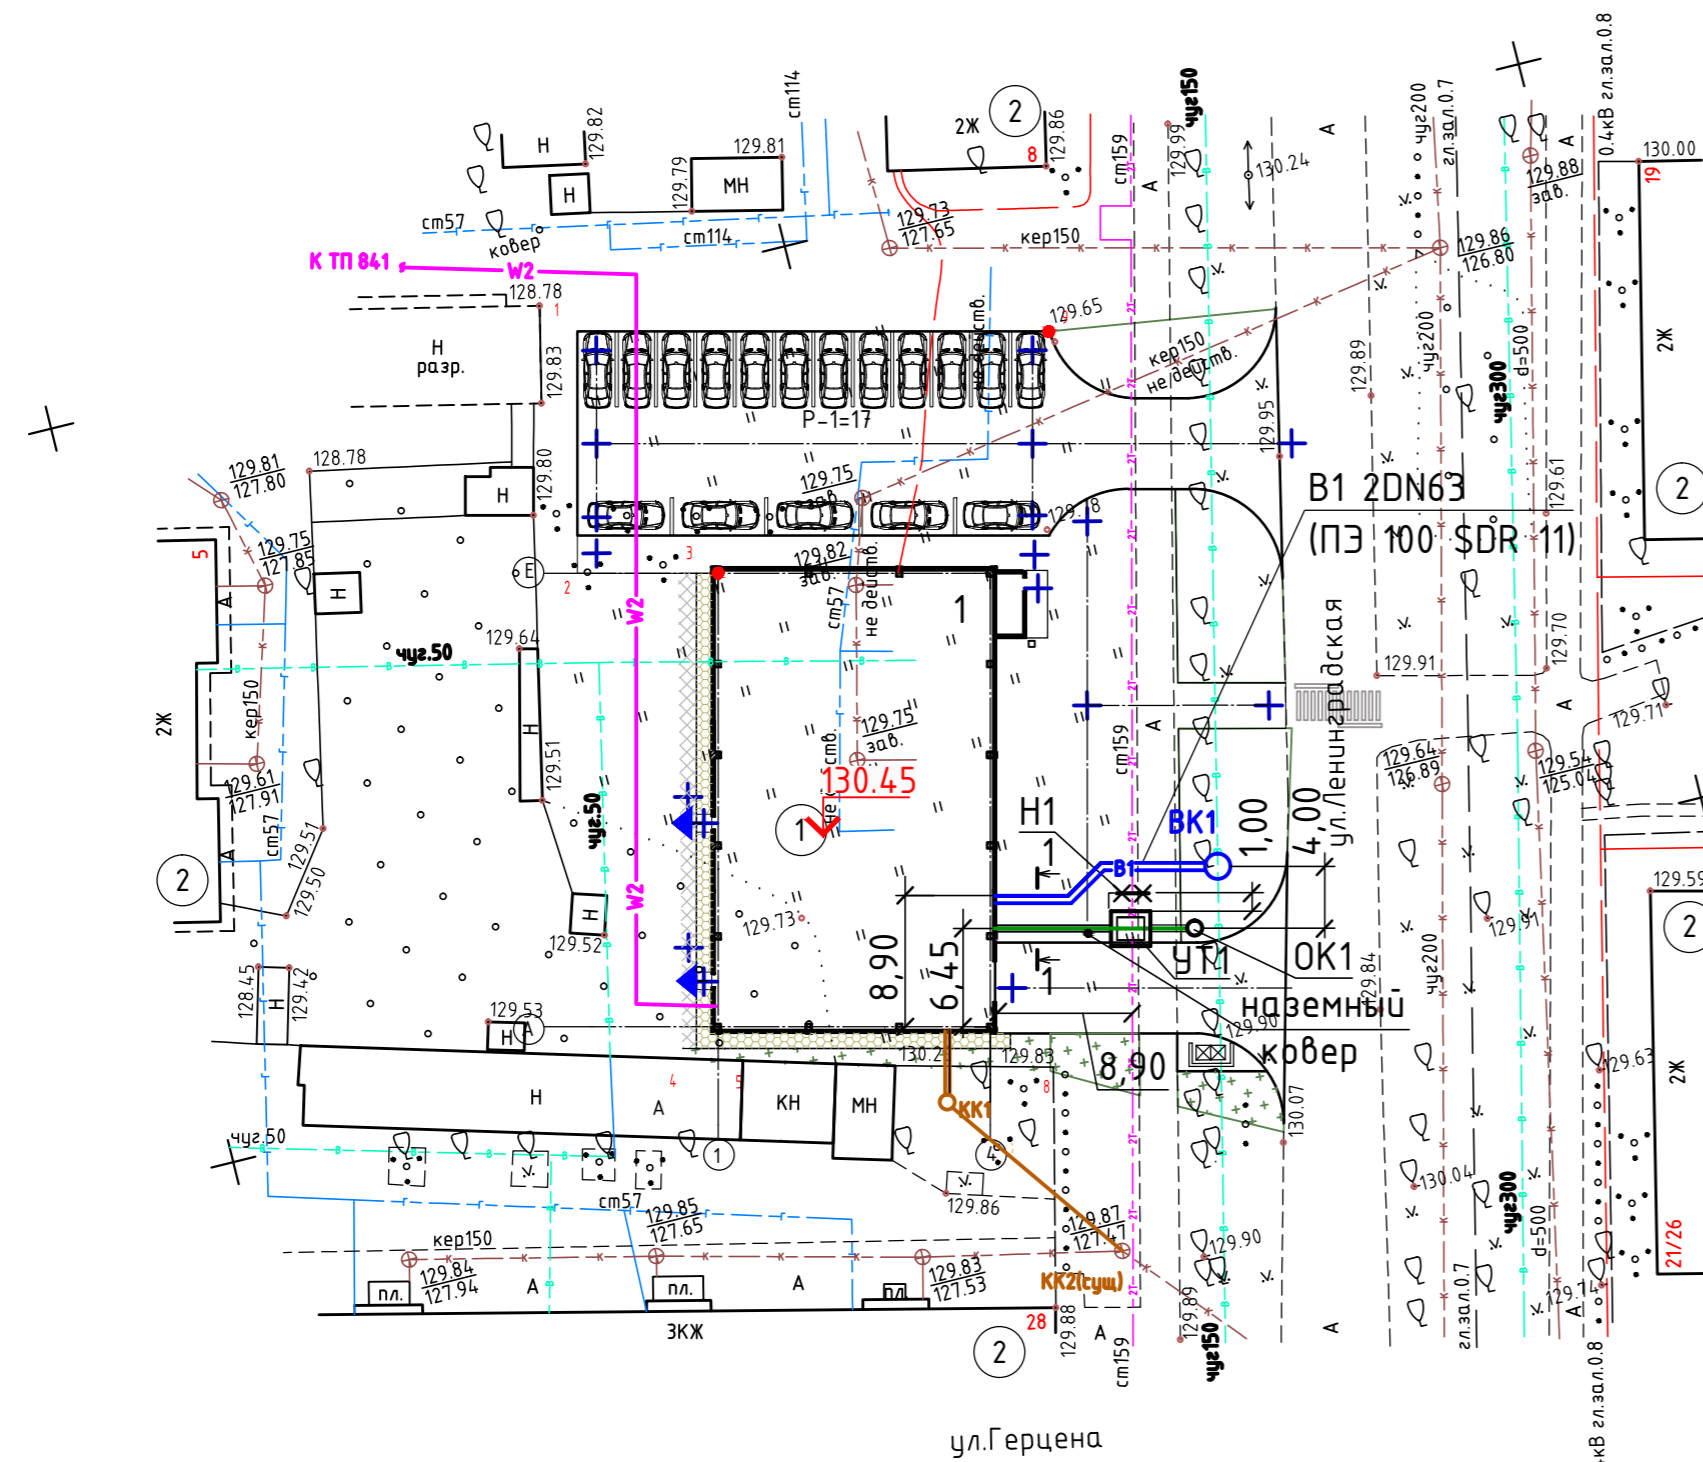 0.4кВ гл.зал.0.8
ст114
чуг150
чуг200
гл.зал.0.7
129.82
Н
129.81
129.79
МН
Н
2Ж
2
8
129.86
ст159
129.99
А
А
130.24
А
129.88
зав.
130.00
19
ст57
ковер
ст114
129.73
127.65
кер150
129.86
126.80
К ТП 841
W2
128.78
1
129.65
9
не действ.
Н
разр.
129.83
кер150
не действ.
129.89
чуг200
d=500
чуг300
2Ж
Р-1=17
129.95
129.81
127.80
128.78
129.80
Н
129.75
зав.
129.78
В1 2DN63
(ПЭ 100 SDR 11)
129.61
2
5
129.75
127.85
Н
А
Е
2
3
129.82
зав.
ст57
не действ.
1
W2
129.64
чуг.50
ул.Ленинградская
129.91
129.70
2Ж
кер150
Н
129.75
зав.
ст159
А
А
129.71
129.61
127.91
ст57
129.51
чуг.50
130.45
1
Н1
1
ВК1
В1
1,00
4,00
129.64
126.89
129.54
125.04
2
А
129.51
129.50
W2
Н
129.52
129.73
8,90
6,45
УТ1
ОК1
1
129.91
129.84
чуг200
129.59
2
128.45
Н
129.42
129.53
Н
А
наземный
ковер
129.90
130.2
129.83
8,90
129.63
2Ж
4
5
8
Н
А
КН
МН
КК1
130.07
чуг.50
1
4
130.04
чуг300
ст57
129.86
129.85
127.65
129.87
127.47
129.90
d=500
21/26
кер150
129.84
127.94
пл.
А
пл.
А
пл.
129.83
127.53
КК2(сущ)
129.74
3КЖ
28
2
129.88
А
ст159
129.89
чуг150
А
гл.зал.0.7
А
кВ гл.зал.0.8
ул.Герцена